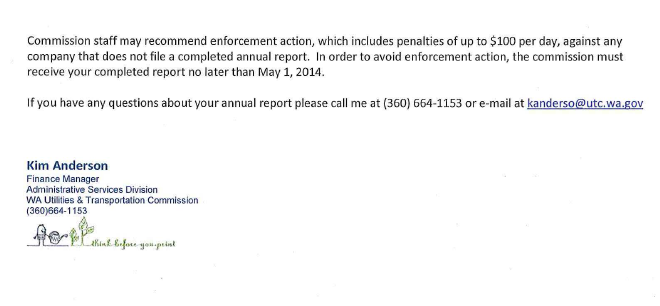 Commission staff may recommend enforcement action, which includes penalties of up to $100 per day, against any
company that does not file a completed annual report.  In order to avoid enforcement action, the commission must
receive your completed report no later than May 1, 2014.
If you have any questions about your annual report please call me at (360) 664-1153 or e-mail at kanderso@utc.wa.gov
Kim Anderson
Finance Manager
Administrative Services Division
WA Utilities & Transportation Commission
(360)664-1153
think before you print